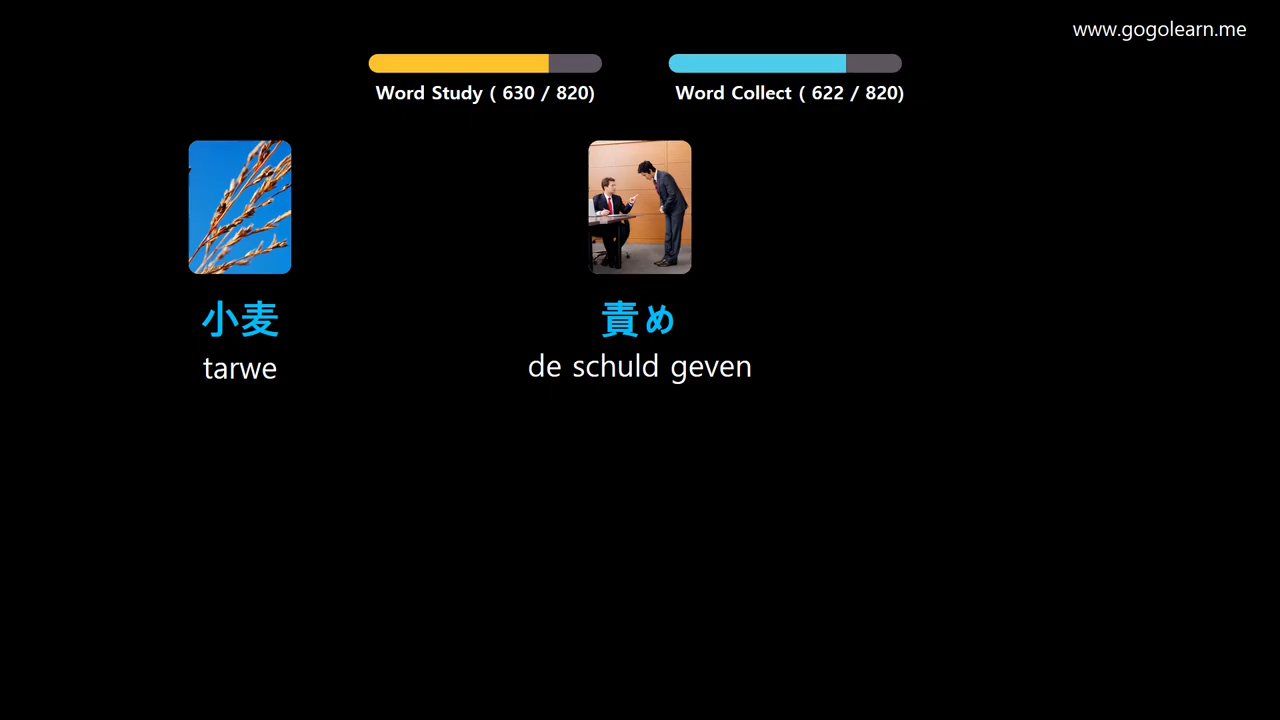 www.gogolearn.me
Word Study ( 630 / 820)
Word Collect ( 622 / 820)
小麦
tarwe
責め
de schuld geven